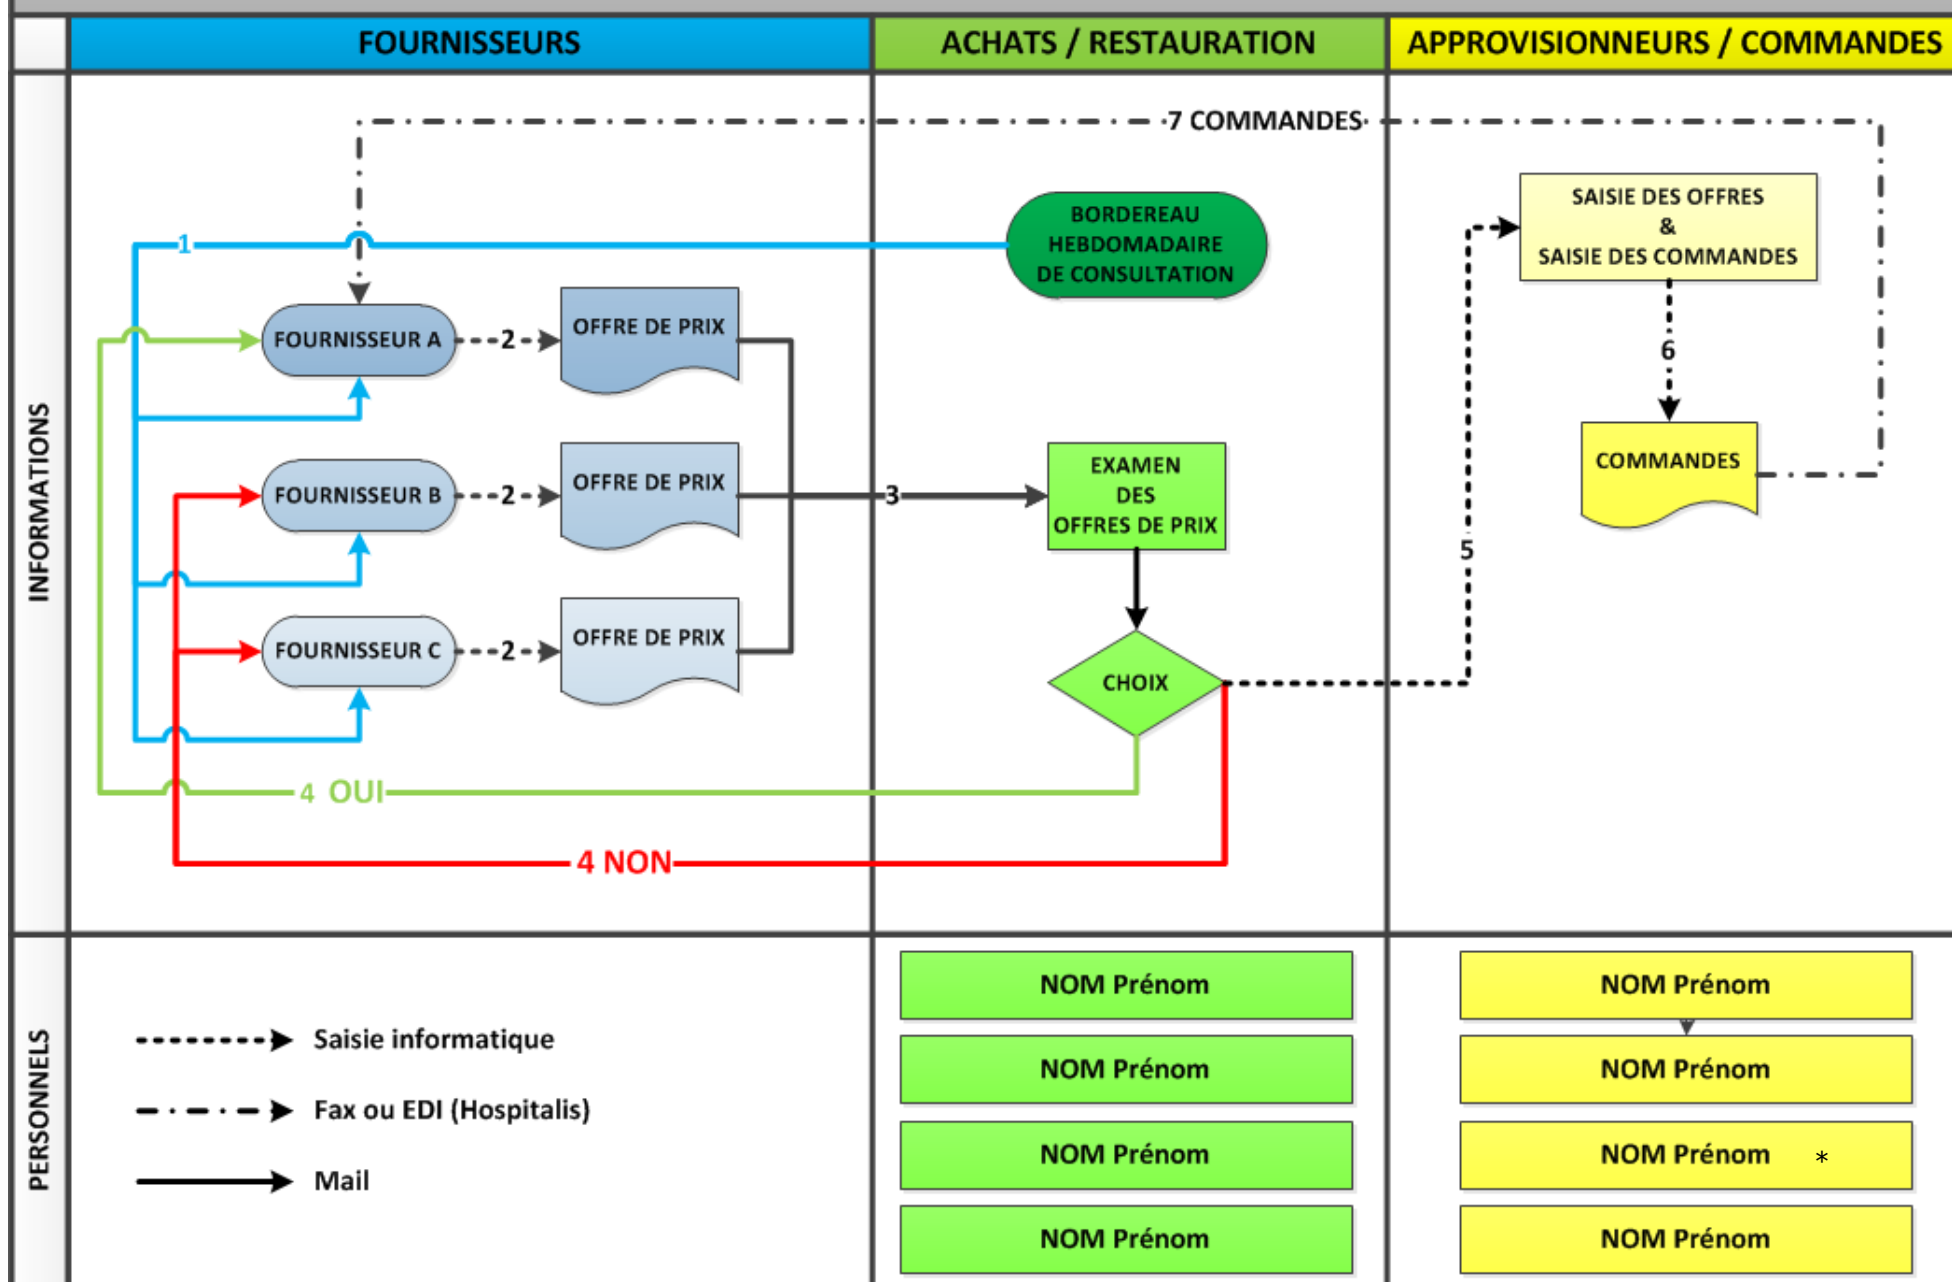 FOURNISSEURS
ACHATS / RESTAURATION
APPROVISIONNEURS / COMMANDES
INFORMATIONS
7 COMMANDES
1
BORDEREAU
HEBDOMADAIRE
DE CONSULTATION
SAISIE DES OFFRES
&
SAISIE DES COMMANDES
FOURNISSEUR A
2
OFFRE DE PRIX
6
COMMANDES
FOURNISSEUR B
2
OFFRE DE PRIX
3
EXAMEN
DES
OFFRES DE PRIX
5
FOURNISSEUR C
2
OFFRE DE PRIX
CHOIX
4 OUI
4 NON
PERSONNELS
Saisie informatique
Fax ou EDI (Hospitalis)
Mail
NOM Prénom
NOM Prénom
NOM Prénom
NOM Prénom
NOM Prénom
NOM Prénom
NOM Prénom *
NOM Prénom